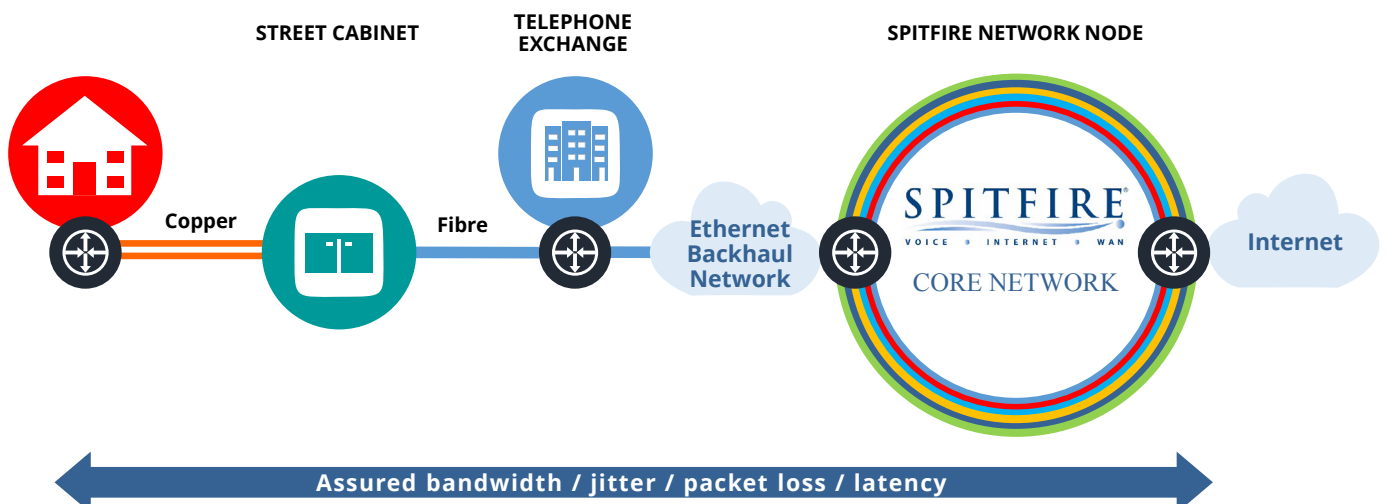 STREET CABINET
TELEPHONE
EXCHANGE
SPITFIRE NETWORK NODE
Copper
Fibre
Ethernet
Backhaul
Network
SPITFIRE®
VOICE • INTERNET • WAN
CORE NETWORK
Internet
Assured bandwidth / jitter / packet loss / latency